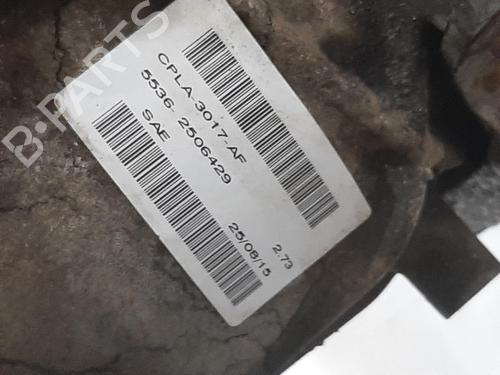 CPLA-3017-AF
5536 2506429
SAE
2.73
25/08/15
B-PARTS